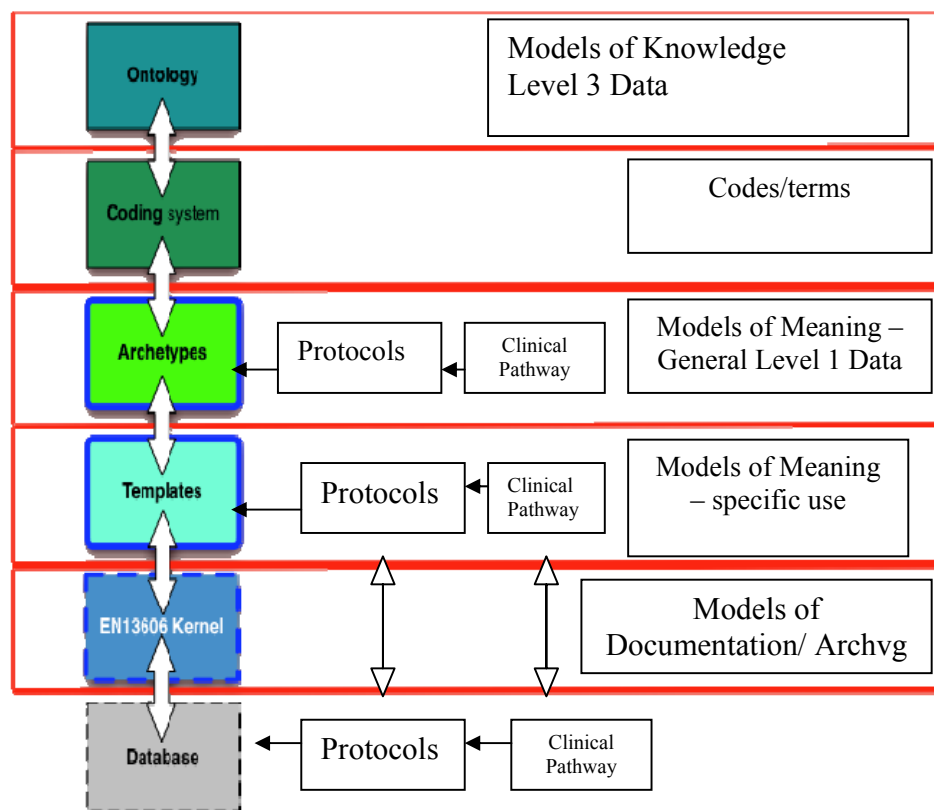 Ontology
Models of Knowledge
Level 3 Data
Coding system
Codes/terms
Archetypes
Protocols
Clinical
Pathway
Models of Meaning –
General Level 1 Data
Templates
Protocols
Clinical
Pathway
Models of Meaning
– specific use
EN13606 Kernel
Models of
Documentation/ Archvg
Database
Protocols
Clinical
Pathway